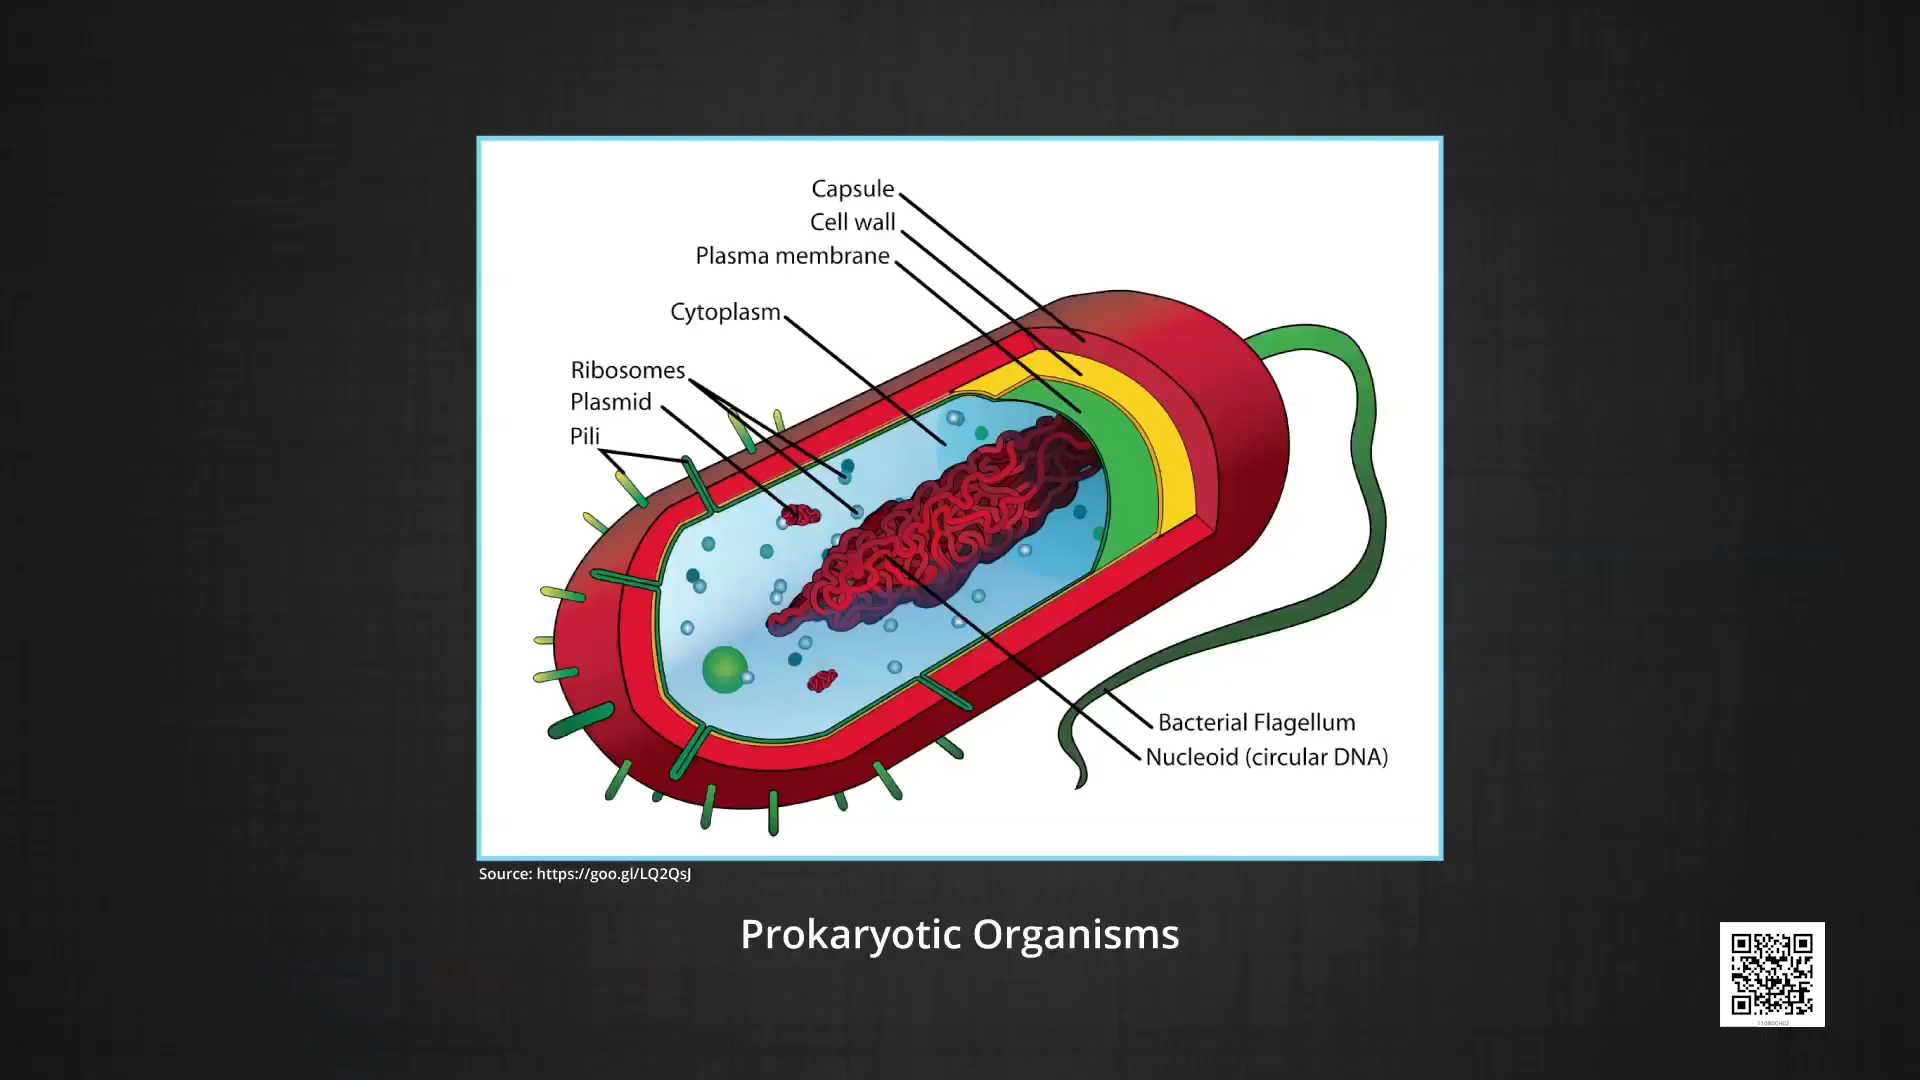 Capsule
Cell wall
Plasma membrane
Cytoplasm
Ribosomes
Plasmid
Pili
Bacterial Flagellum
Nucleoid (circular DNA)
Source: https://goo.gl/LQ2QsJ
Prokaryotic Organisms